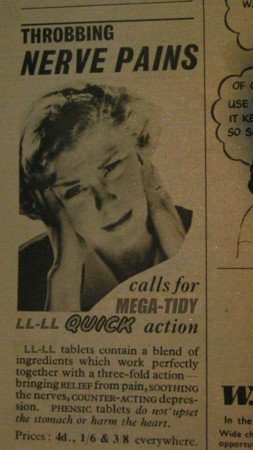 THROBBING
NERVE PAINS
calls for
MEGA-TIDY
LL-LL QUICK action
LL-LL tablets contain a blend of
ingredients which work perfectly
together with a three-fold action—
bringing RELIEF from pain, SOOTHING
the nerves, COUNTER-ACTING depres-
sion. PHENSIC tablets do not upset
the stomach or harm the heart.
Prices: 4d., 1/6 & 3/8 everywhere.
W
OF
USE
IT KE
SO S
In the
Wide ch
opportu